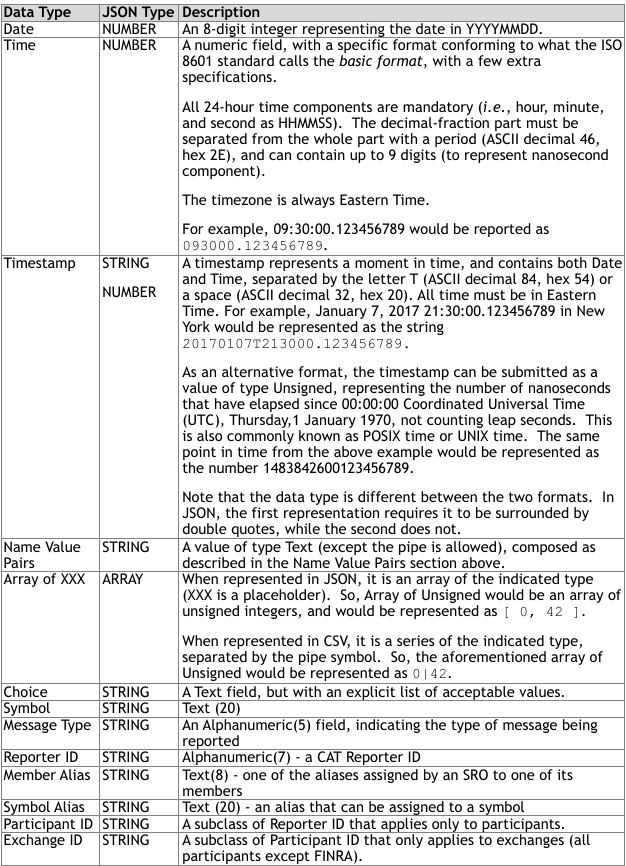 Data Type JSON Type Description
Date NUMBER An 8-digit integer representing the date in YYYYMMDD.
Time NUMBER A numeric field, with a specific format conforming to what the ISO
8601 standard calls the basic format, with a few extra
specifications.
All 24-hour time components are mandatory (i.e., hour, minute,
and second as HHMMSS).  The decimal-fraction part must be
separated from the whole part with a period (ASCII decimal 46,
hex 2E), and can contain up to 9 digits (to represent nanosecond
component).
The timezone is always Eastern Time.
For example, 09:30:00.123456789 would be reported as
093000.123456789.
Timestamp STRING A timestamp represents a moment in time, and contains both Date
and Time, separated by the letter T (ASCII decimal 84, hex 54) or
NUMBER a space (ASCII decimal 32, hex 20). All time must be in Eastern
Time. For example, January 7, 2017 21:30:00.123456789 in New
York would be represented as the string
20170107T213000.123456789.
As an alternative format, the timestamp can be submitted as a
value of type Unsigned, representing the number of nanoseconds
that have elapsed since 00:00:00 Coordinated Universal Time
(UTC), Thursday,1 January 1970, not counting leap seconds.  This
is also commonly known as POSIX time or UNIX time.  The same
point in time from the above example would be represented as
the number 1483842600123456789.
Note that the data type is different between the two formats.  In
JSON, the first representation requires it to be surrounded by
double quotes, while the second does not.
Name Value STRING A value of type Text (except the pipe is allowed), composed as
Pairs described in the Name Value Pairs section above.
Array of XXX ARRAY When represented in JSON, it is an array of the indicated type
(XXX is a placeholder).  So, Array of Unsigned would be an array of
unsigned integers, and would be represented as [ 0, 42 ].
When represented in CSV, it is a series of the indicated type,
separated by the pipe symbol.  So, the aforementioned array of
Unsigned would be represented as 0|42.
Choice STRING A Text field, but with an explicit list of acceptable values.
Symbol STRING Text (20)
Message Type STRING An Alphanumeric(5) field, indicating the type of message being
reported
Reporter ID STRING Alphanumeric(7) - a CAT Reporter ID
Member Alias STRING Text(8) - one of the aliases assigned by an SRO to one of its
members
Symbol Alias STRING Text (20) - an alias that can be assigned to a symbol
Participant ID STRING A subclass of Reporter ID that applies only to participants.
Exchange ID STRING A subclass of Participant ID that only applies to exchanges (all
participants except FINRA).